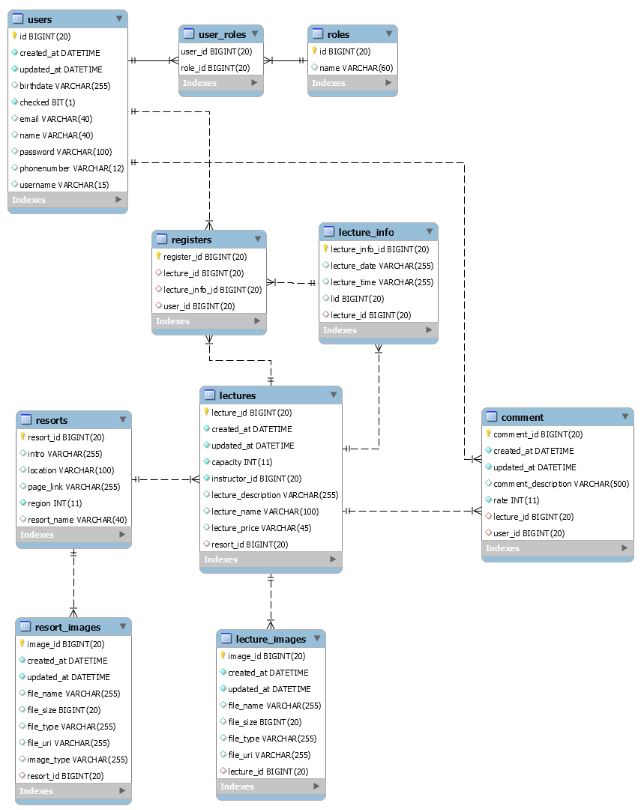 users
id BIGINT(20)
created_at DATETIME
updated_at DATETIME
birthdate VARCHAR(255)
checked BIT(1)
email VARCHAR(40)
name VARCHAR(40)
password VARCHAR(100)
phonenumber VARCHAR(12)
username VARCHAR(15)
Indexes
user_roles
user_id BIGINT(20)
role_id BIGINT(20)
Indexes
roles
id BIGINT(20)
name VARCHAR(60)
Indexes
registers
register_id BIGINT(20)
lecture_id BIGINT(20)
lecture_info_id BIGINT(20)
user_id BIGINT(20)
Indexes
lecture_info
lecture_info_id BIGINT(20)
lecture_date VARCHAR(255)
lecture_time VARCHAR(255)
lid BIGINT(20)
lecture_id BIGINT(20)
Indexes
resorts
resort_id BIGINT(20)
intro VARCHAR(255)
location VARCHAR(100)
page_link VARCHAR(255)
region INT(11)
resort_name VARCHAR(40)
Indexes
lectures
lecture_id BIGINT(20)
created_at DATETIME
updated_at DATETIME
capacity INT(11)
instructor_id BIGINT(20)
lecture_description VARCHAR(255)
lecture_name VARCHAR(100)
lecture_price VARCHAR(45)
resort_id BIGINT(20)
Indexes
comment
comment_id BIGINT(20)
created_at DATETIME
updated_at DATETIME
comment_description VARCHAR(500)
rate INT(11)
lecture_id BIGINT(20)
user_id BIGINT(20)
Indexes
resort_images
image_id BIGINT(20)
created_at DATETIME
updated_at DATETIME
file_name VARCHAR(255)
file_size BIGINT(20)
file_type VARCHAR(255)
file_uri VARCHAR(255)
image_type VARCHAR(255)
resort_id BIGINT(20)
Indexes
lecture_images
image_id BIGINT(20)
created_at DATETIME
updated_at DATETIME
file_name VARCHAR(255)
file_size BIGINT(20)
file_type VARCHAR(255)
file_uri VARCHAR(255)
lecture_id BIGINT(20)
Indexes